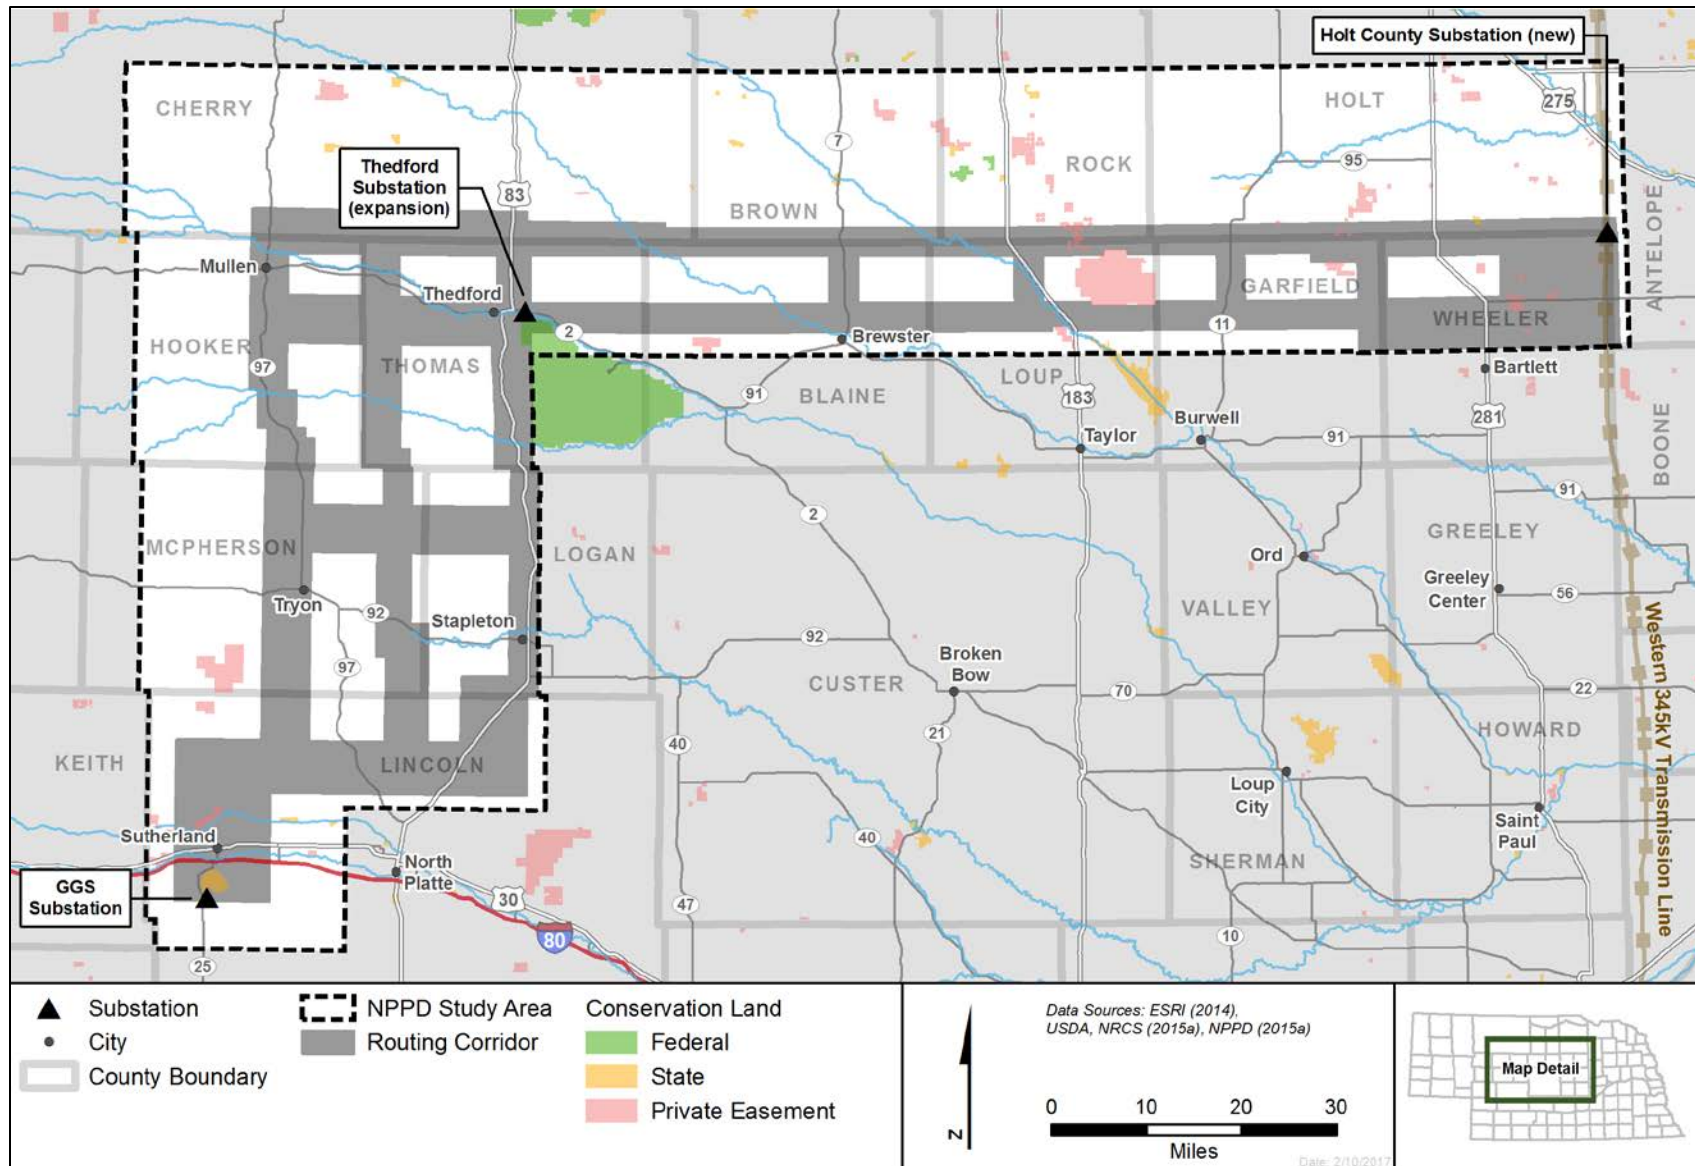 Holt County Substation (new)
CHERRY
HOLT
275
Thedford
Substation
(expansion)
7
83
ROCK
95
BROWN
ANTELOPE
Mullen
Thedford
GARFIELD
HOOKER
THOMAS
2
Brewster
11
WHEELER
97
91
BLAINE
LOUP
183
Bartlett
Taylor
Burwell
91
281
BOONE
91
2
MCPHERSON
LOGAN
Ord
GREELEY
Tryon
92
Stapleton
92
VALLEY
Greeley
Center
56
97
Broken
Bow
CUSTER
70
22
KEITH
LINCOLN
40
21
HOWARD
Loup
City
Western 345kV Transmission Line
Sutherland
40
Saint
Paul
North
Platte
SHERMAN
GGS
Substation
30
47
80
10
25
Substation
City
County Boundary
NPPD Study Area
Routing Corridor
Conservation Land
Federal
State
Private Easement
Data Sources: ESRI (2014),
USDA, NRCS (2015a), NPPD (2015a)
N
0 10 20 30
Miles
Date: 2/10/2017
Map Detail